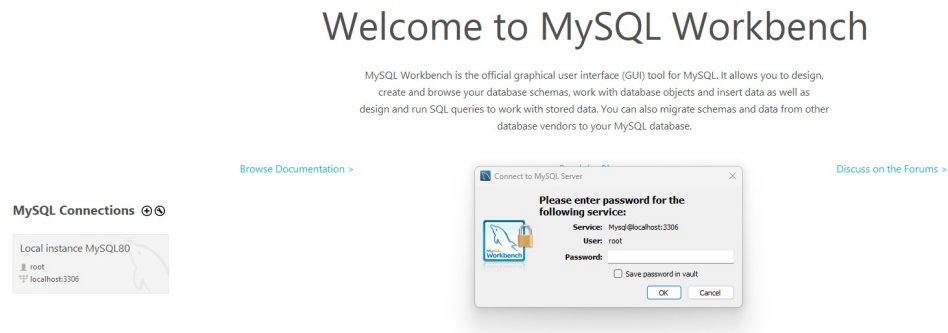 Welcome to MySQL Workbench
MySQL Workbench is the official graphical user interface (GUI) tool for MySQL. It allows you to design,
create and browse your database schemas, work with database objects and insert data as well as
design and run SQL queries to work with stored data. You can also migrate schemas and data from other
database vendors to your MySQL database.
Browse Documentation >
Discuss on the Forums >
MySQL Connections
Local instance MySQL80
root
localhost:3306
Connect to MySQL Server
Please enter password for the
following service:
Service: Mysql@localhost:3306
User: root
Password:
MySQL
Workbench
Save password in vault
OK
Cancel